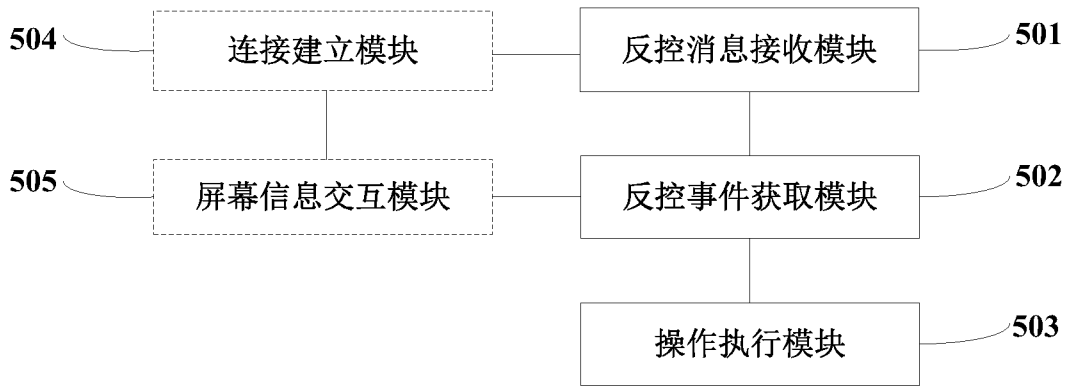 504
连接建立模块
反控消息接收模块
501
505
屏幕信息交互模块
反控事件获取模块
502
操作执行模块
503